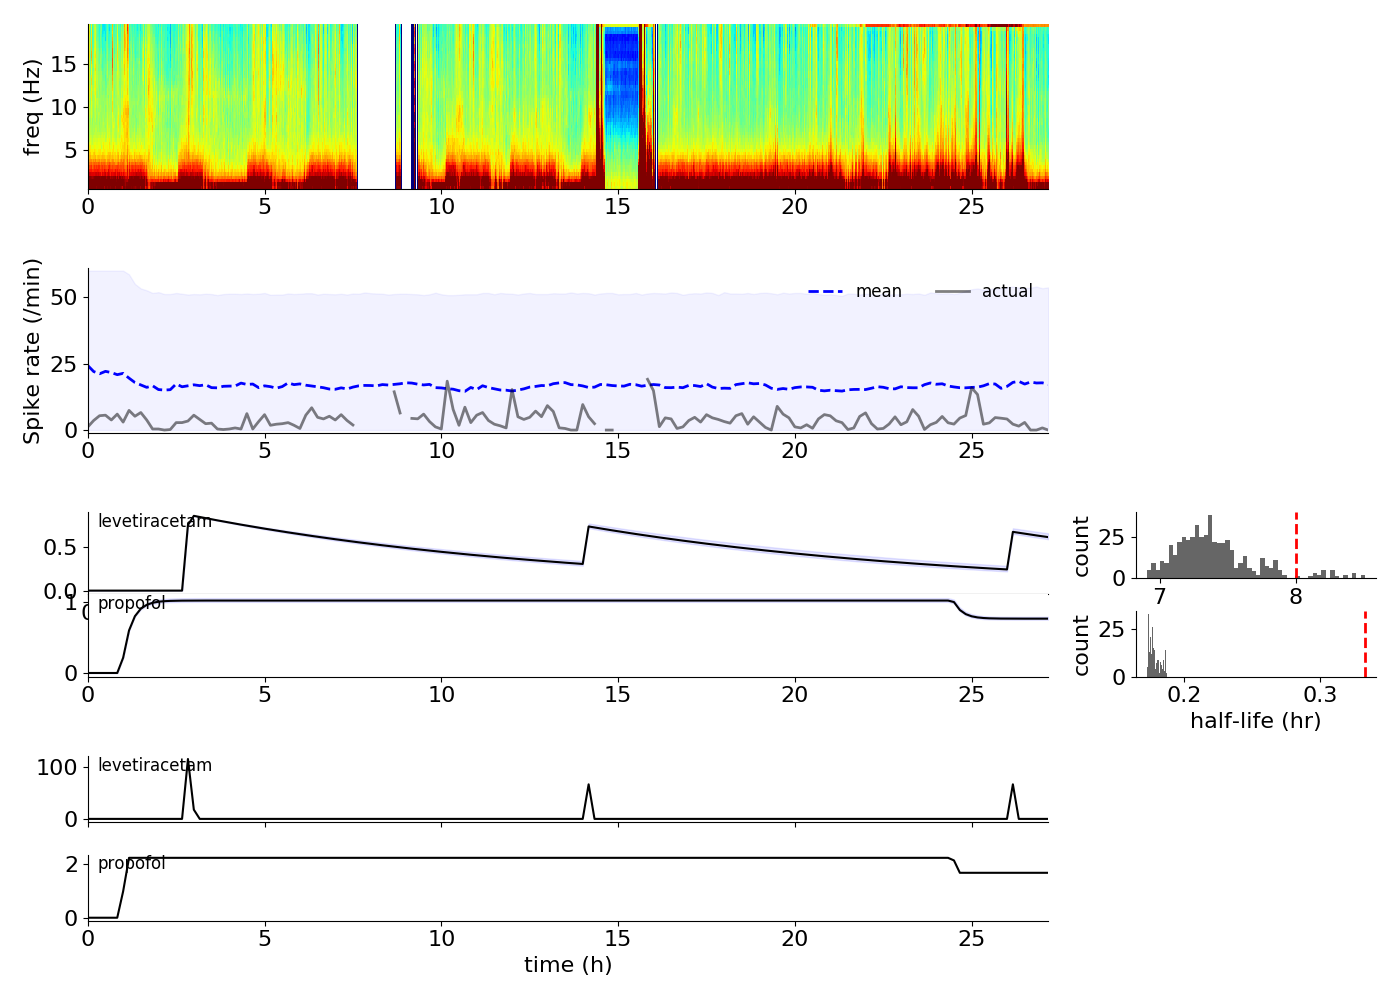 freq (Hz)
15
10
5
0 5 10 15 20 25
Spike rate (/min)
50
25
0
mean actual
0 5 10 15 20 25
levetiracetam
0.5
0.0
0
propofol
1
0
0 5 10 15 20 25
count
25
0
7 8
count
25
0
0.2 0.3
half-life (hr)
levetiracetam
100
0
propofol
2
0
0 5 10 15 20 25
time (h)